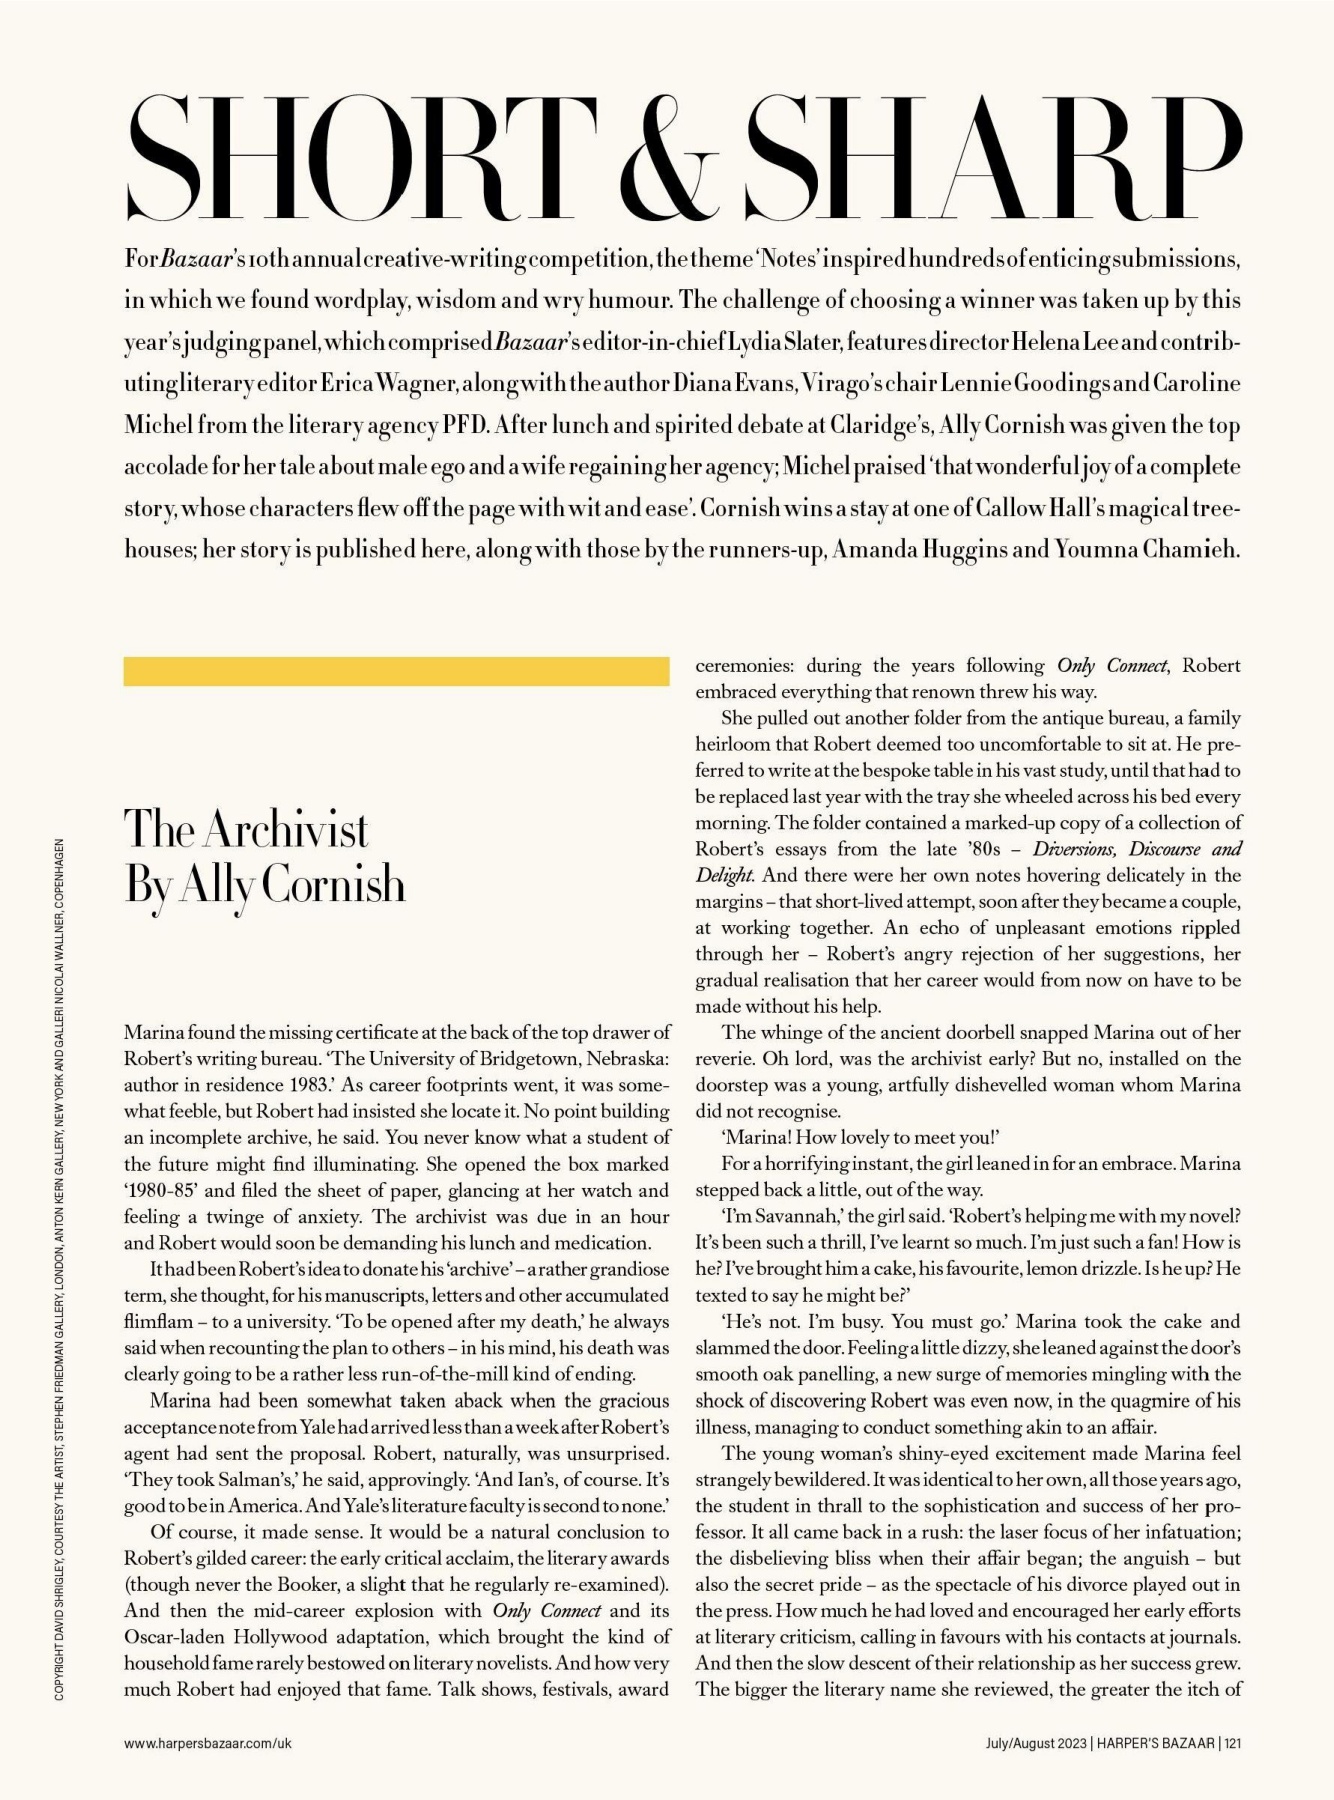 SHORT & SHARP
For Bazaar's 10th annual creative-writing competition, the theme ‘Notes’ inspired hundreds of enticing submissions,
in which we found wordplay, wisdom and wry humour. The challenge of choosing a winner was taken up by this
year's judging panel, which comprised Bazaar's editor-in-chief Lydia Slater, features director Helena Lee and contrib-
uting literary editor Erica Wagner, along with the author Diana Evans, Virago's chair Lennie Goodings and Caroline
Michel from the literary agency PFD. After lunch and spirited debate at Claridge's, Ally Cornish was given the top
accolade for her tale about male ego and a wife regaining her agency; Michel praised ‘that wonderful joy of a complete
story, whose characters flew off the page with wit and ease’. Cornish wins a stay at one of Callow Hall's magical tree-
houses; her story is published here, along with those by the runners-up, Amanda Huggins and Youmna Chamieh.
The Archivist
By Ally Cornish
Marina found the missing certificate at the back of the top drawer of
Robert's writing bureau. ‘The University of Bridgetown, Nebraska:
author in residence 1983.’ As career footprints went, it was some-
what feeble, but Robert had insisted she locate it. No point building
an incomplete archive, he said. You never know what a student of
the future might find illuminating. She opened the box marked
‘1980-85’ and filed the sheet of paper, glancing at her watch and
feeling a twinge of anxiety. The archivist was due in an hour
and Robert would soon be demanding his lunch and medication.
It had been Robert's idea to donate his ‘archive’ – a rather grandiose
term, she thought, for his manuscripts, letters and other accumulated
flimflam – to a university. ‘To be opened after my death,’ he always
said when recounting the plan to others – in his mind, his death was
clearly going to be a rather less run-of-the-mill kind of ending.
Marina had been somewhat taken aback when the gracious
acceptance note from Yale had arrived less than a week after Robert's
agent had sent the proposal. Robert, naturally, was unsurprised.
‘They took Salman's,’ he said, approvingly. ‘And Ian's, of course. It's
good to be in America. And Yale's literature faculty is second to none.’
Of course, it made sense. It would be a natural conclusion to
Robert's gilded career: the early critical acclaim, the literary awards
(though never the Booker, a slight that he regularly re-examined).
And then the mid-career explosion with Only Connect and its
Oscar-laden Hollywood adaptation, which brought the kind of
household fame rarely bestowed on literary novelists. And how very
much Robert had enjoyed that fame. Talk shows, festivals, award
ceremonies: during the years following Only Connect, Robert
embraced everything that renown threw his way.
She pulled out another folder from the antique bureau, a family
heirloom that Robert deemed too uncomfortable to sit at. He pre-
ferred to write at the bespoke table in his vast study, until that had to
be replaced last year with the tray she wheeled across his bed every
morning. The folder contained a marked-up copy of a collection of
Robert's essays from the late ’80s – Diversions, Discourse and
Delight. And there were her own notes hovering delicately in the
margins – that short-lived attempt, soon after they became a couple,
at working together. An echo of unpleasant emotions rippled
through her – Robert's angry rejection of her suggestions, her
gradual realisation that her career would from now on have to be
made without his help.
The whinge of the ancient doorbell snapped Marina out of her
reverie. Oh lord, was the archivist early? But no, installed on the
doorstep was a young, artfully dishevelled woman whom Marina
did not recognise.
‘Marina! How lovely to meet you!’
For a horrifying instant, the girl leaned in for an embrace. Marina
stepped back a little, out of the way.
‘I'm Savannah,’ the girl said. ‘Robert's helping me with my novel?
It's been such a thrill, I've learnt so much. I'm just such a fan! How is
he? I've brought him a cake, his favourite, lemon drizzle. Is he up? He
texted to say he might be?’
‘He's not. I'm busy. You must go.’ Marina took the cake and
slammed the door. Feeling a little dizzy, she leaned against the door's
smooth oak panelling, a new surge of memories mingling with the
shock of discovering Robert was even now, in the quagmire of his
illness, managing to conduct something akin to an affair.
The young woman's shiny-eyed excitement made Marina feel
strangely bewildered. It was identical to her own, all those years ago,
the student in thrall to the sophistication and success of her pro-
fessor. It all came back in a rush: the laser focus of her infatuation;
the disbelieving bliss when their affair began; the anguish – but
also the secret pride – as the spectacle of his divorce played out in
the press. How much he had loved and encouraged her early efforts
at literary criticism, calling in favours with his contacts at journals.
And then the slow descent of their relationship as her success grew.
The bigger the literary name she reviewed, the greater the itch of
COPYRIGHT DAVID SHRIGLEY, COURTESY THE ARTIST, STEPHEN FRIEDMAN GALLERY, LONDON, ANTON KERN GALLERY, NEW YORK AND GALLERI NICOLAI WALLNER, COPENHAGEN
www.harpersbazaar.com/uk
July/August 2023 | HARPER'S BAZAAR | 121